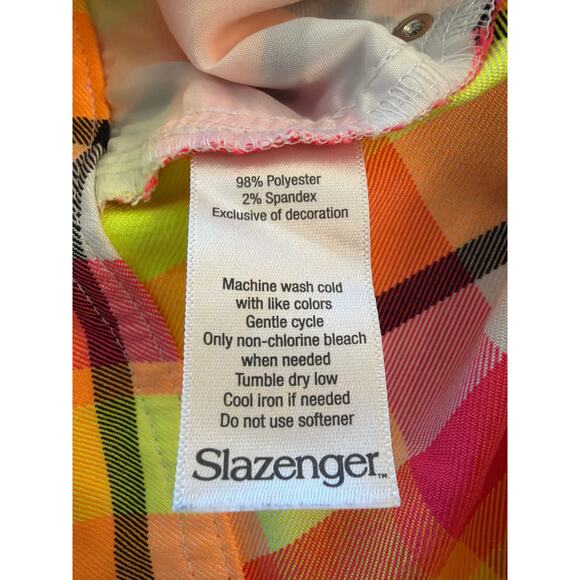 98% Polyester
2% Spandex
Exclusive of decoration
Machine wash cold
with like colors
Gentle cycle
Only non-chlorine bleach
when needed
Tumble dry low
Cool iron if needed
Do not use softener
Slazenger™